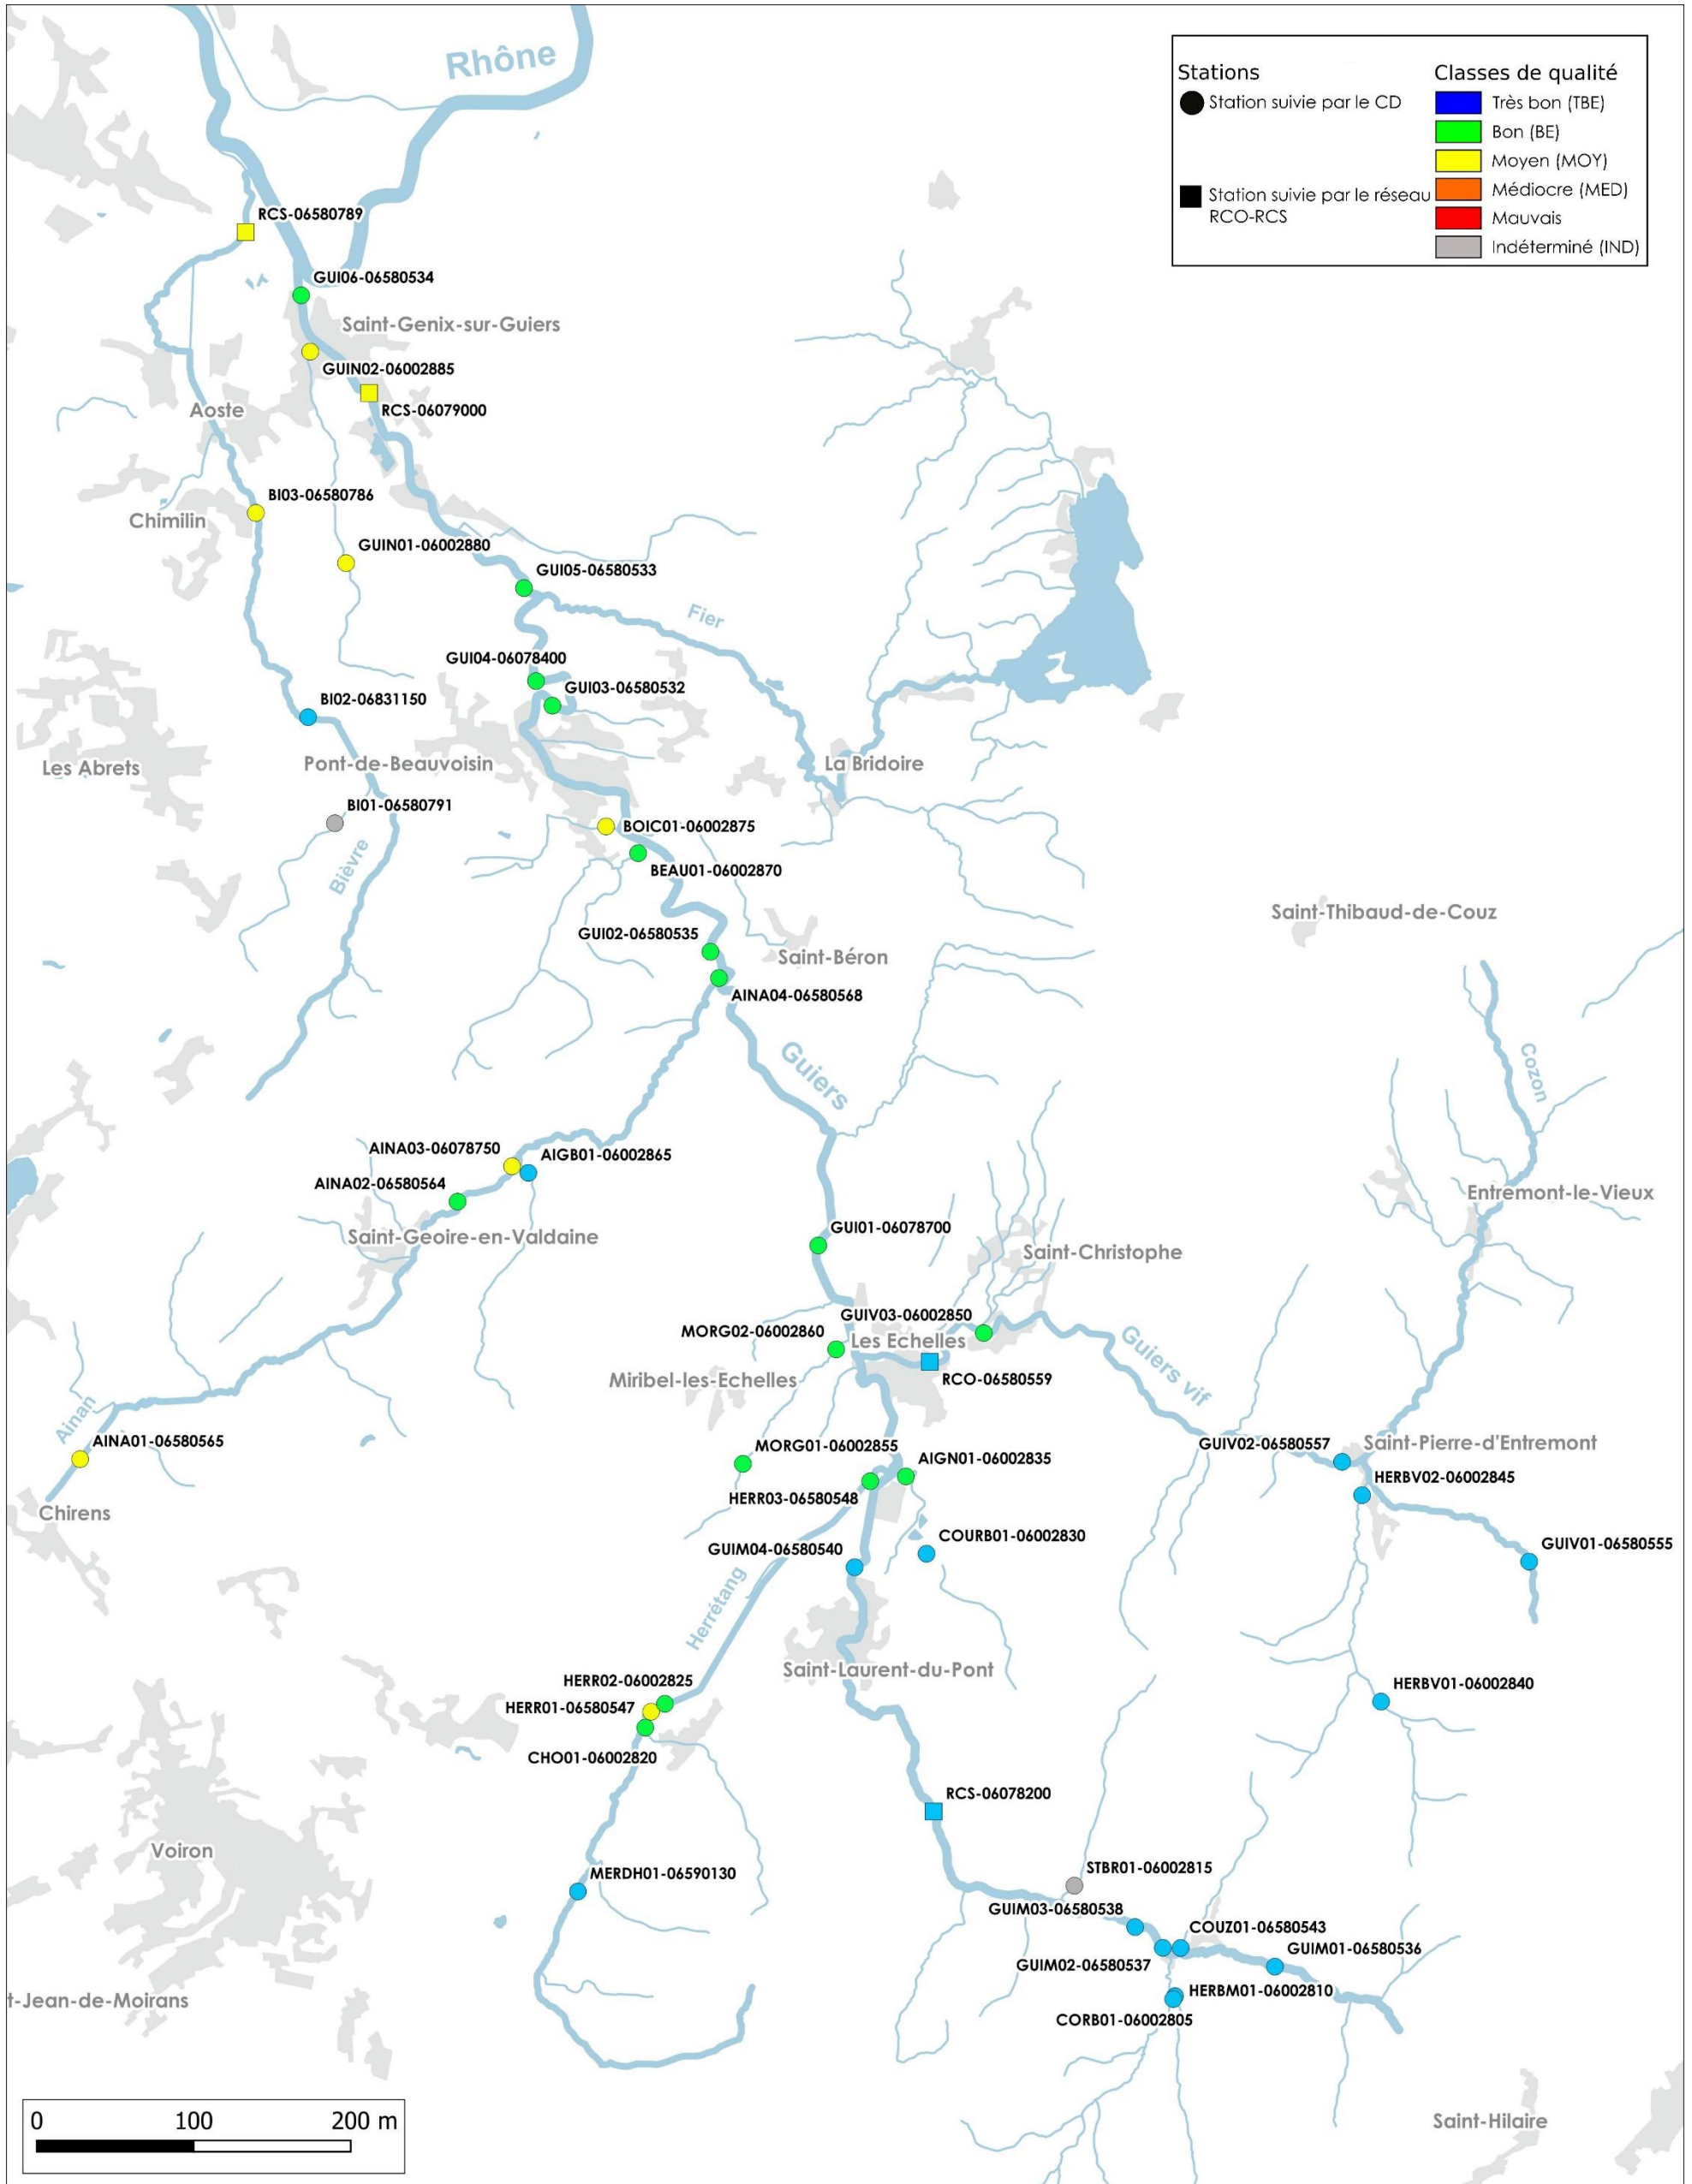 Rhône
Stations
Station suivie par le CD
Station suivie par le réseau
RCO-RCS
Classes de qualité
Très bon (TBE)
Bon (BE)
Moyen (MOY)
Médiocre (MED)
Mauvais
Indéterminé (IND)
RCS-06580789
GUI06-06580534
Saint-Genix-sur-Guiers
GUIN02-06002885
RCS-06079000
Aoste
BI03-06580786
Chimilin
GUIN01-06002880
GUI05-06580533
Fier
GUI04-06078400
GUI03-06580532
BI02-06831150
Les Abrets
Pont-de-Beauvoisin
La Bridoire
BI01-06580791
BOIC01-06002875
Bièvre
BEAU01-06002870
Saint-Thibaud-de-Couz
GUI02-06580535
Saint-Béron
AINA04-06580568
Guiers
Cozon
AINA03-06078750
AIGB01-06002865
AINA02-06580564
Entremont-le-Vieux
GUI01-06078700
Saint-Geoire-en-Valdaine
Saint-Christophe
GUIV03-06002850
MORG02-06002860
Les Echelles
Guiers vif
Miribel-les-Echelles
RCO-06580559
Ainan
AINA01-06580565
MORG01-06002855
GUIV02-06580557
Saint-Pierre-d'Entremont
AIGN01-06002835
HERBV02-06002845
HERR03-06580548
Chirens
COURB01-06002830
GUIM04-06580540
GUIV01-06580555
Herrétang
Saint-Laurent-du-Pont
HERR02-06002825
HERBV01-06002840
HERR01-06580547
CHO01-06002820
RCS-06078200
Voiron
STBR01-06002815
MERDH01-06590130
GUIM03-06580538
COUZ01-06580543
GUIM01-06580536
GUIM02-06580537
HERBM01-06002810
t-Jean-de-Moirans
CORB01-06002805
Saint-Hilaire
0 100 200 m